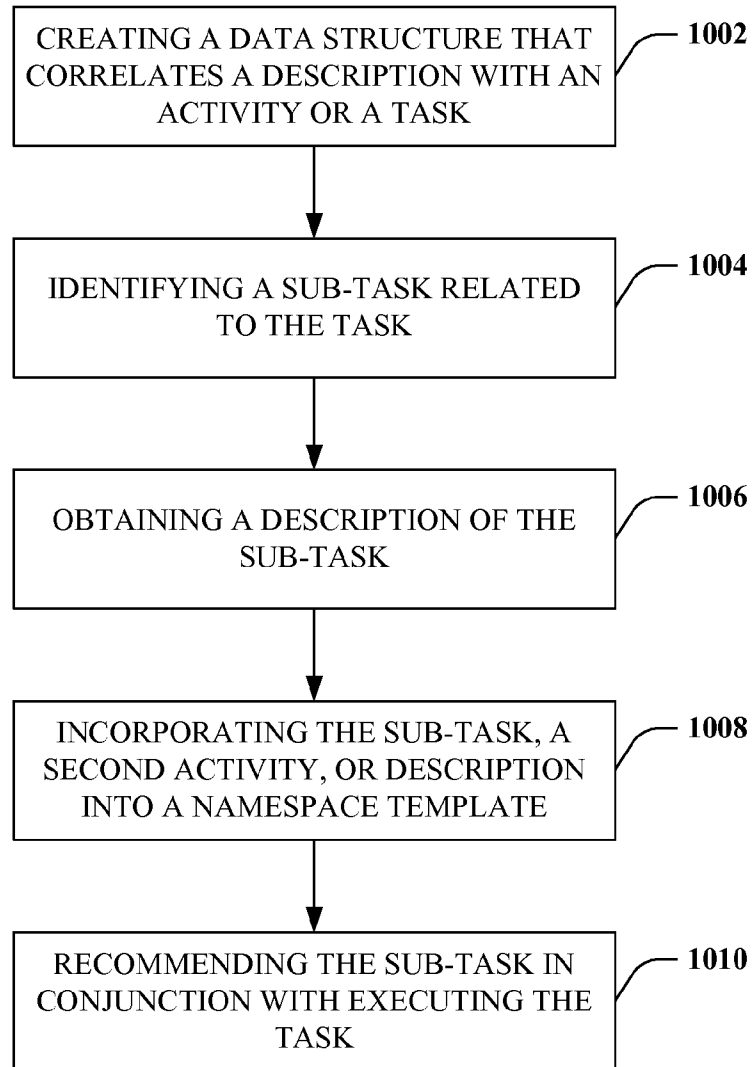 CREATING A DATA STRUCTURE THAT
CORRELATES A DESCRIPTION WITH AN
ACTIVITY OR A TASK
1002
IDENTIFYING A SUB-TASK RELATED
TO THE TASK
1004
OBTAINING A DESCRIPTION OF THE
SUB-TASK
1006
INCORPORATING THE SUB-TASK, A
SECOND ACTIVITY, OR DESCRIPTION
INTO A NAMESPACE TEMPLATE
1008
RECOMMENDING THE SUB-TASK IN
CONJUNCTION WITH EXECUTING THE
TASK
1010